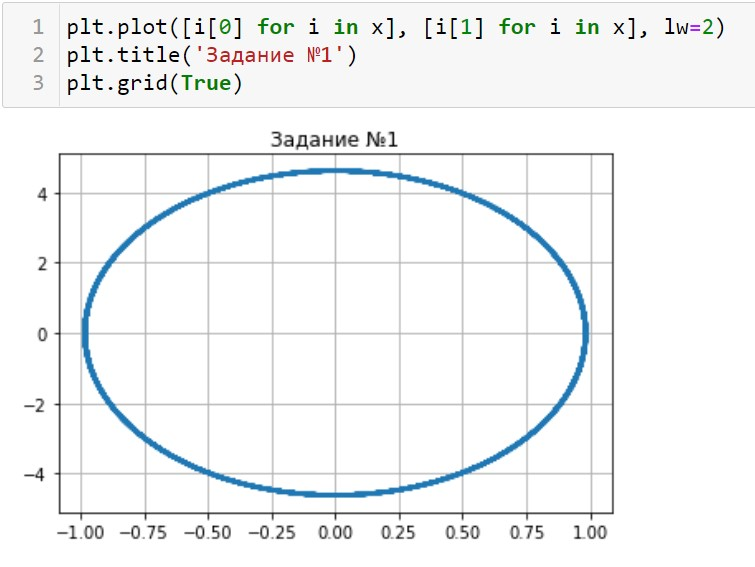 1 plt.plot([i[0] for i in x], [i[1] for i in x], lw=2)
2 plt.title('Задание №1')
3 plt.grid(True)
Задание №1
4
2
0
−2
−4
−1.00 −0.75 −0.50 −0.25 0.00 0.25 0.50 0.75 1.00